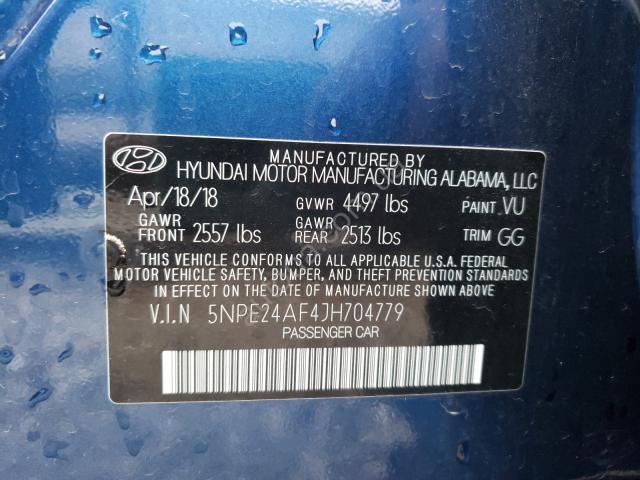 MANUFACTURED BY
HYUNDAI MOTOR MANUFACTURING ALABAMA, LLC
Apr/18/18 GVWR 4497 lbs PAINT VU
GAWR FRONT 2557 lbs GAWR REAR 2513 lbs TRIM GG
THIS VEHICLE CONFORMS TO ALL APPLICABLE U.S.A. FEDERAL
MOTOR VEHICLE SAFETY, BUMPER, AND THEFT PREVENTION
STANDARDS IN EFFECT ON THE DATE OF MANUFACTURE SHOWN ABOVE.
V.I.N 5NPE24AF4JH704779
PASSENGER CAR